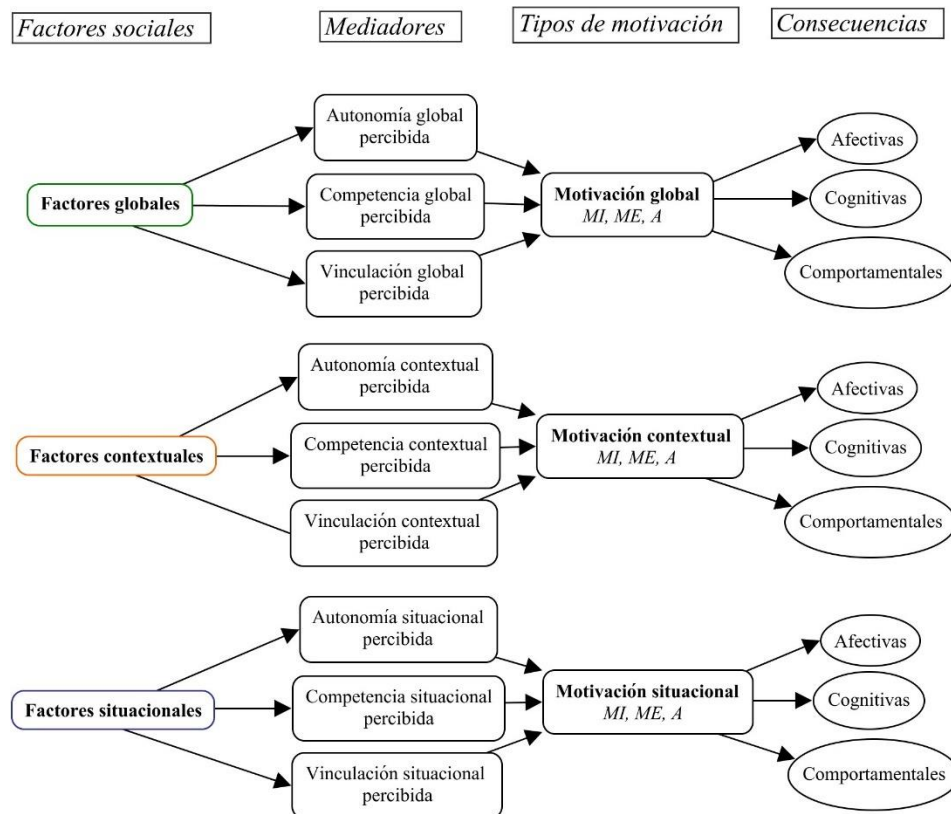 Factores sociales
Mediadores
Tipos de motivación
Consecuencias
Factores globales
Autonomía global
percibida
Competencia global
percibida
Vinculación global
percibida
Motivación global
MI, ME, A
Afectivas
Cognitivas
Comportamentales
Factores contextuales
Autonomía contextual
percibida
Competencia contextual
percibida
Vinculación contextual
percibida
Motivación contextual
MI, ME, A
Afectivas
Cognitivas
Comportamentales
Factores situacionales
Autonomía situacional
percibida
Competencia situacional
percibida
Vinculación situacional
percibida
Motivación situacional
MI, ME, A
Afectivas
Cognitivas
Comportamentales